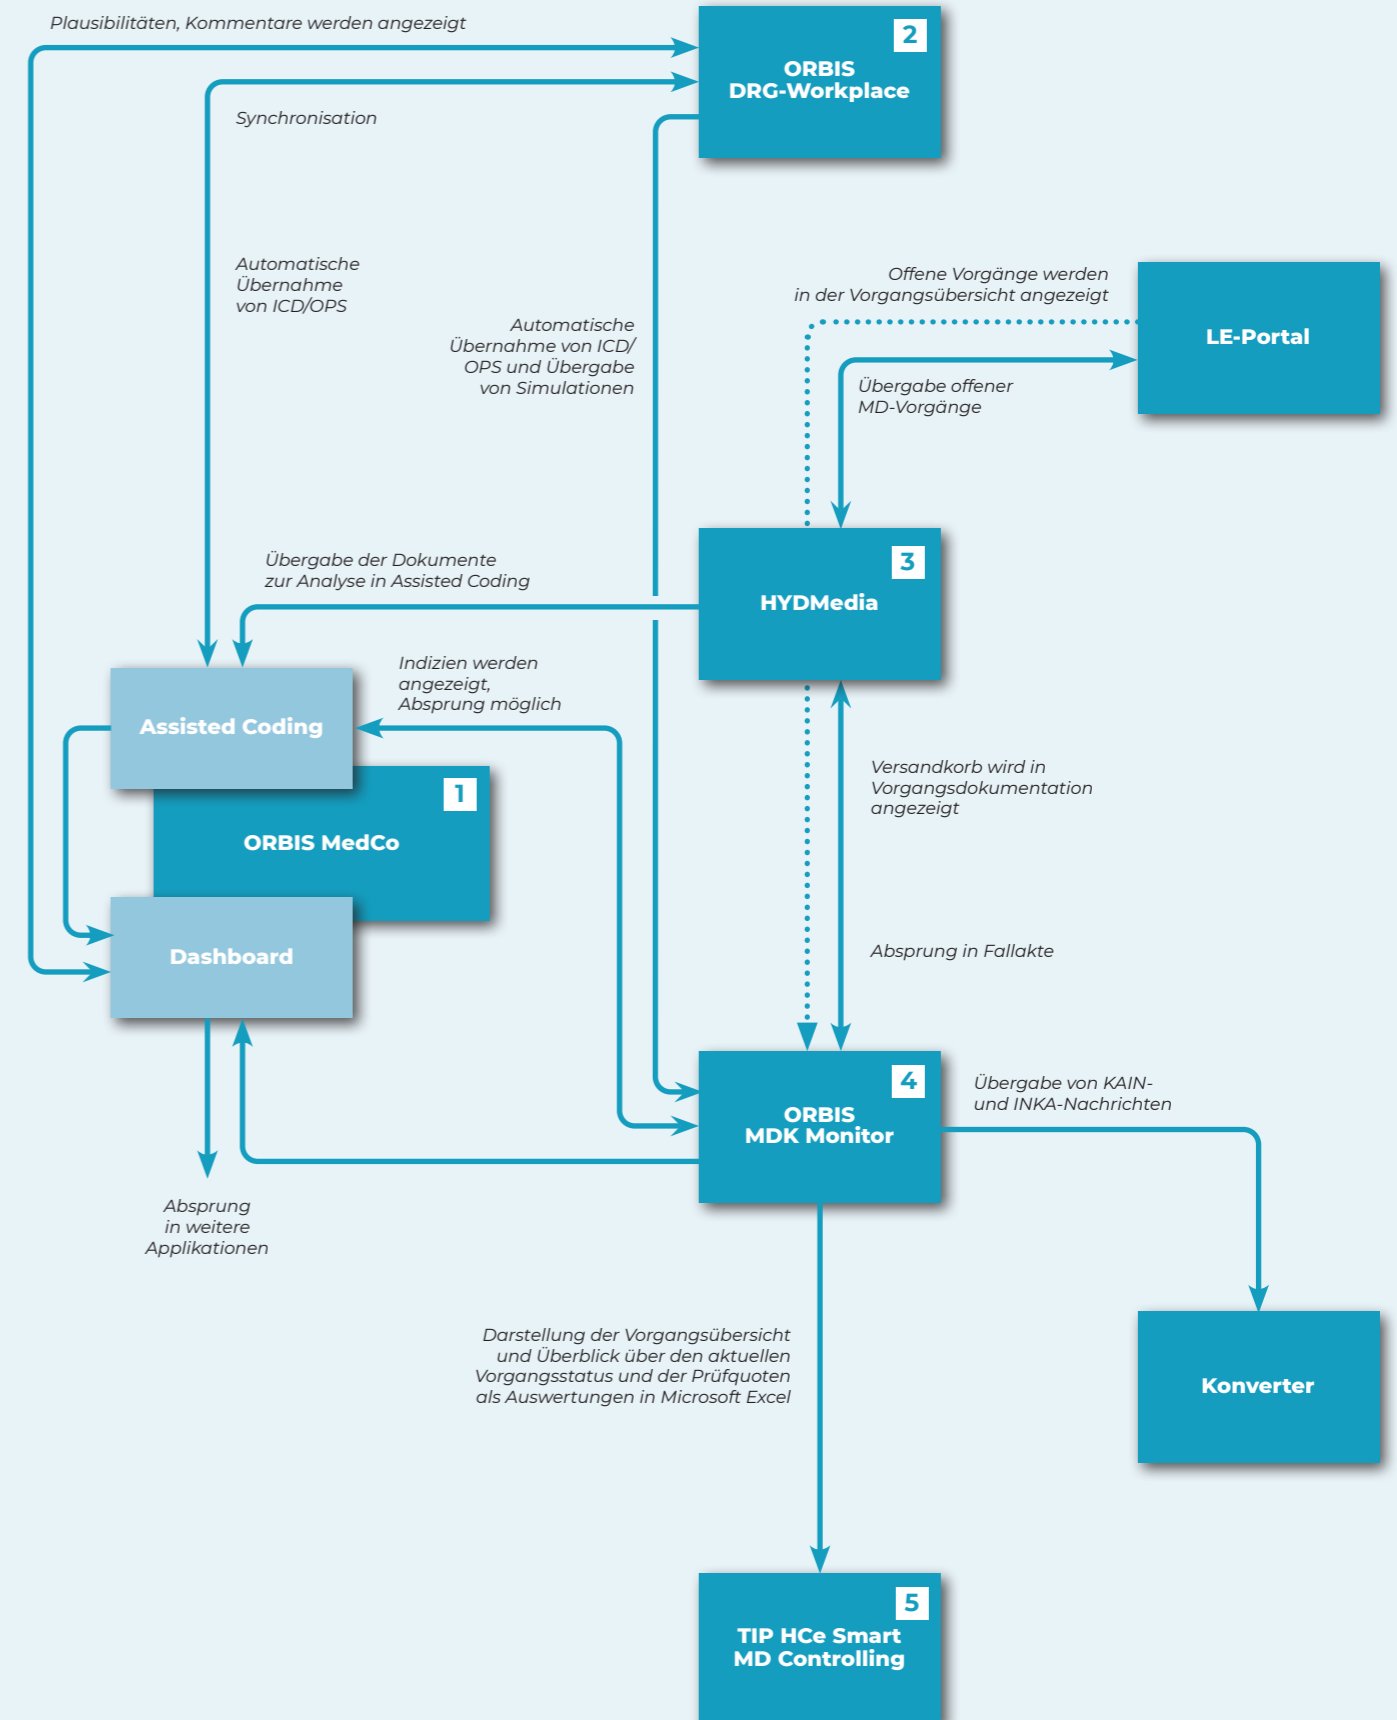 Plausibilitäten, Kommentare werden angezeigt
2
ORBIS
DRG-Workplace
Synchronisation
Automatische
Übernahme
von ICD/OPS
Automatische
Übernahme von ICD/
OPS und Übergabe
von Simulationen
Offene Vorgänge werden
in der Vorgangsübersicht angezeigt
LE-Portal
Übergabe offener
MD-Vorgänge
Übergabe der Dokumente
zur Analyse in Assisted Coding
3
HYDMedia
Indizien werden
angezeigt,
Absprung möglich
Assisted Coding
1
ORBIS MedCo
Dashboard
Versandkorb wird in
Vorgangsdokumentation
angezeigt
Absprung in Fallakte
4
ORBIS
MDK Monitor
Übergabe von KAIN-
und INKA-Nachrichten
Absprung
in weitere
Applikationen
Darstellung der Vorgangsübersicht
und Überblick über den aktuellen
Vorgangsstatus und der Prüfquoten
als Auswertungen in Microsoft Excel
Konverter
5
TIP HCe Smart
MD Controlling